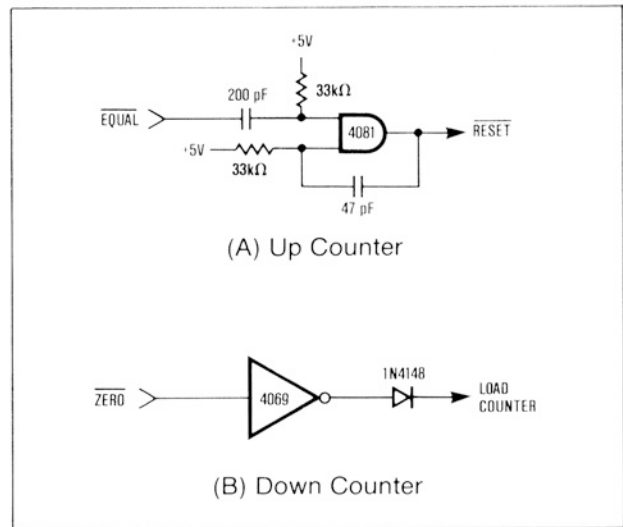 +5V
33kΩ
200 pF
EQUAL
4081
RESET
+5V
33kΩ
47 pF
(A) Up Counter
ZERO
4069
1N4148
LOAD
COUNTER
(B) Down Counter